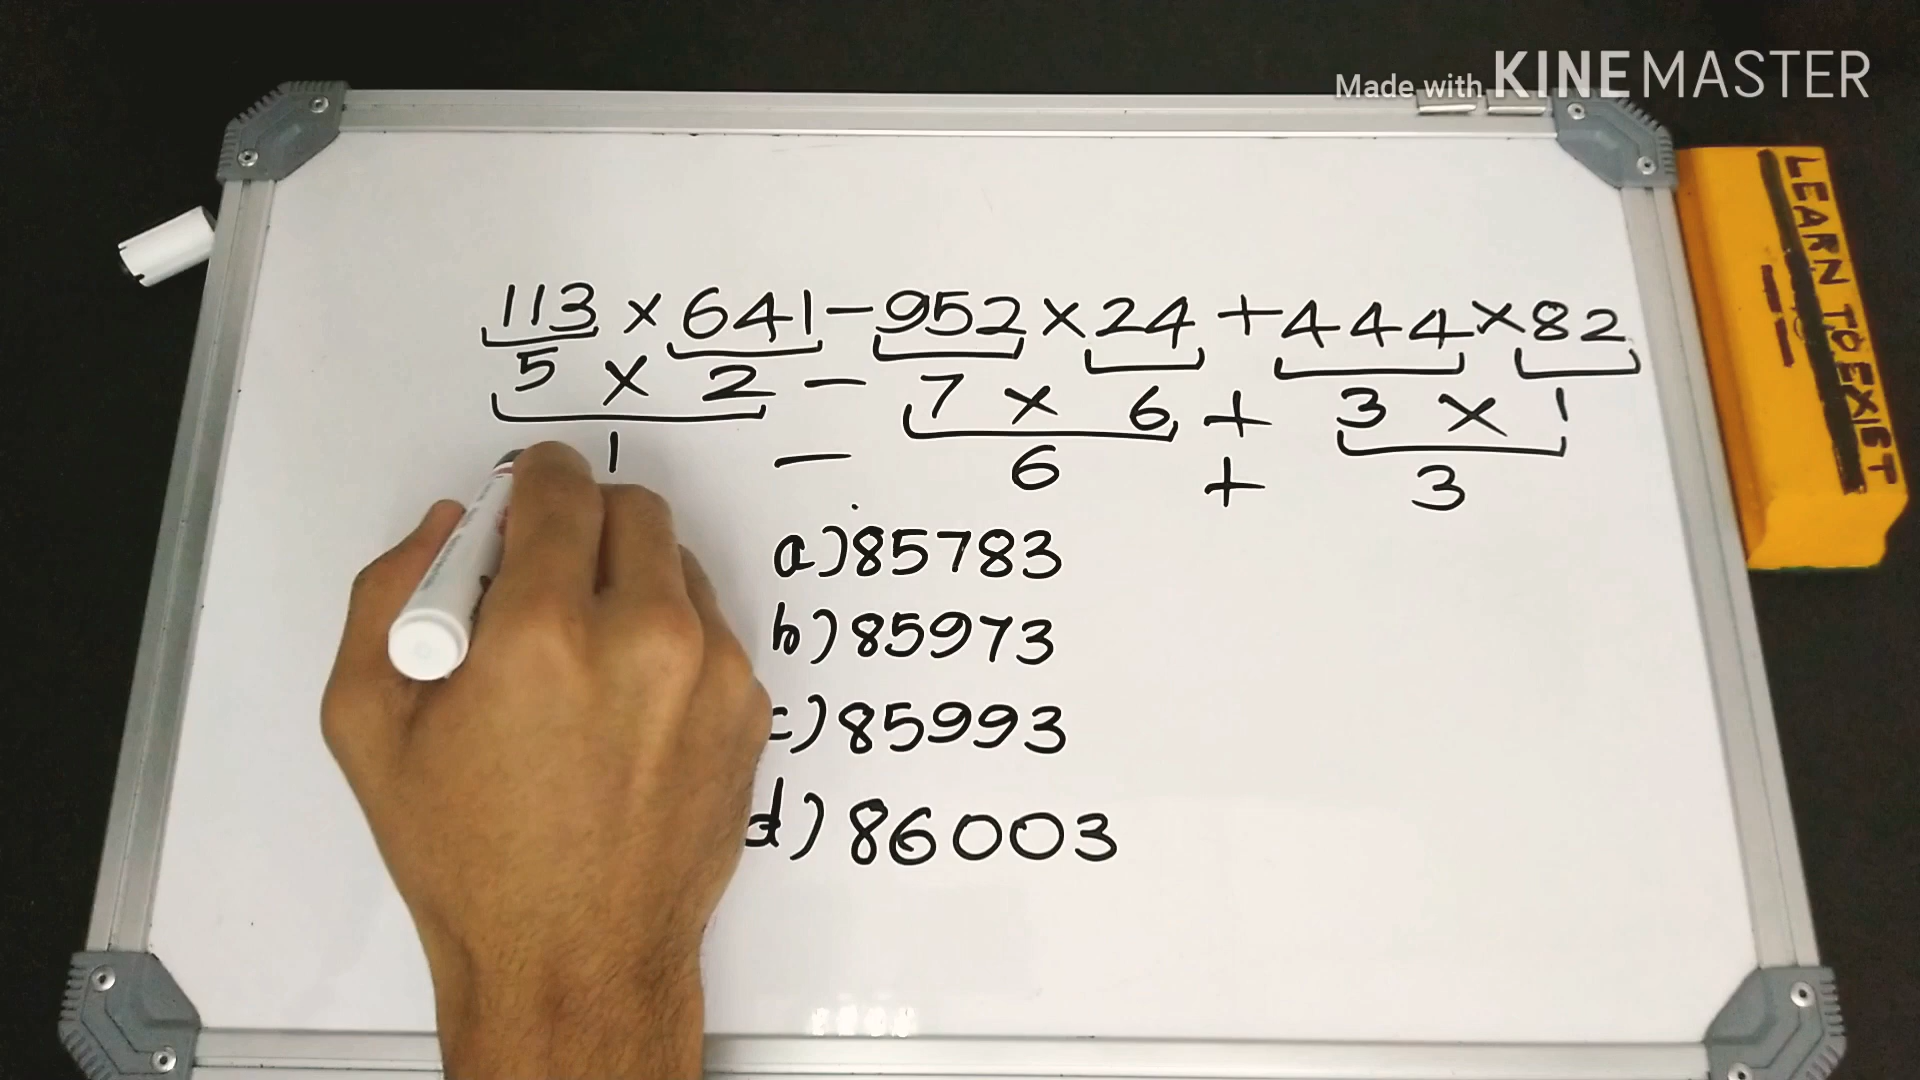 Made with KINEMASTER
LEARN TO EXIST
113 × 641 - 952 × 24 + 444 × 82
5 × 2 - 7 × 6 + 3 × 1
1 - 6 + 3
a) 85783
b) 85973
c) 85993
d) 86003